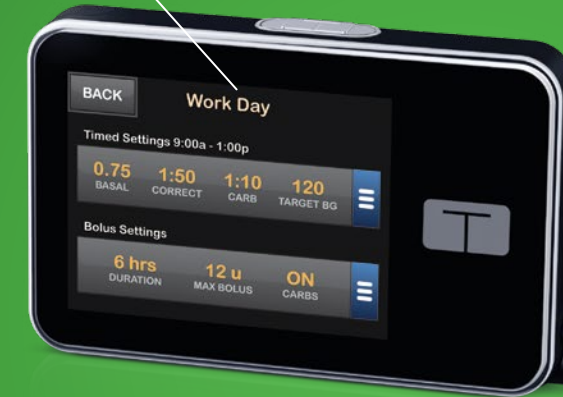 BACK
Work Day
Timed Settings 9:00a - 1:00p
0.75 1:50 1:10 120
BASAL CORRECT CARB TARGET BG
Bolus Settings
6 hrs 12 u ON
DURATION MAX BOLUS CARBS